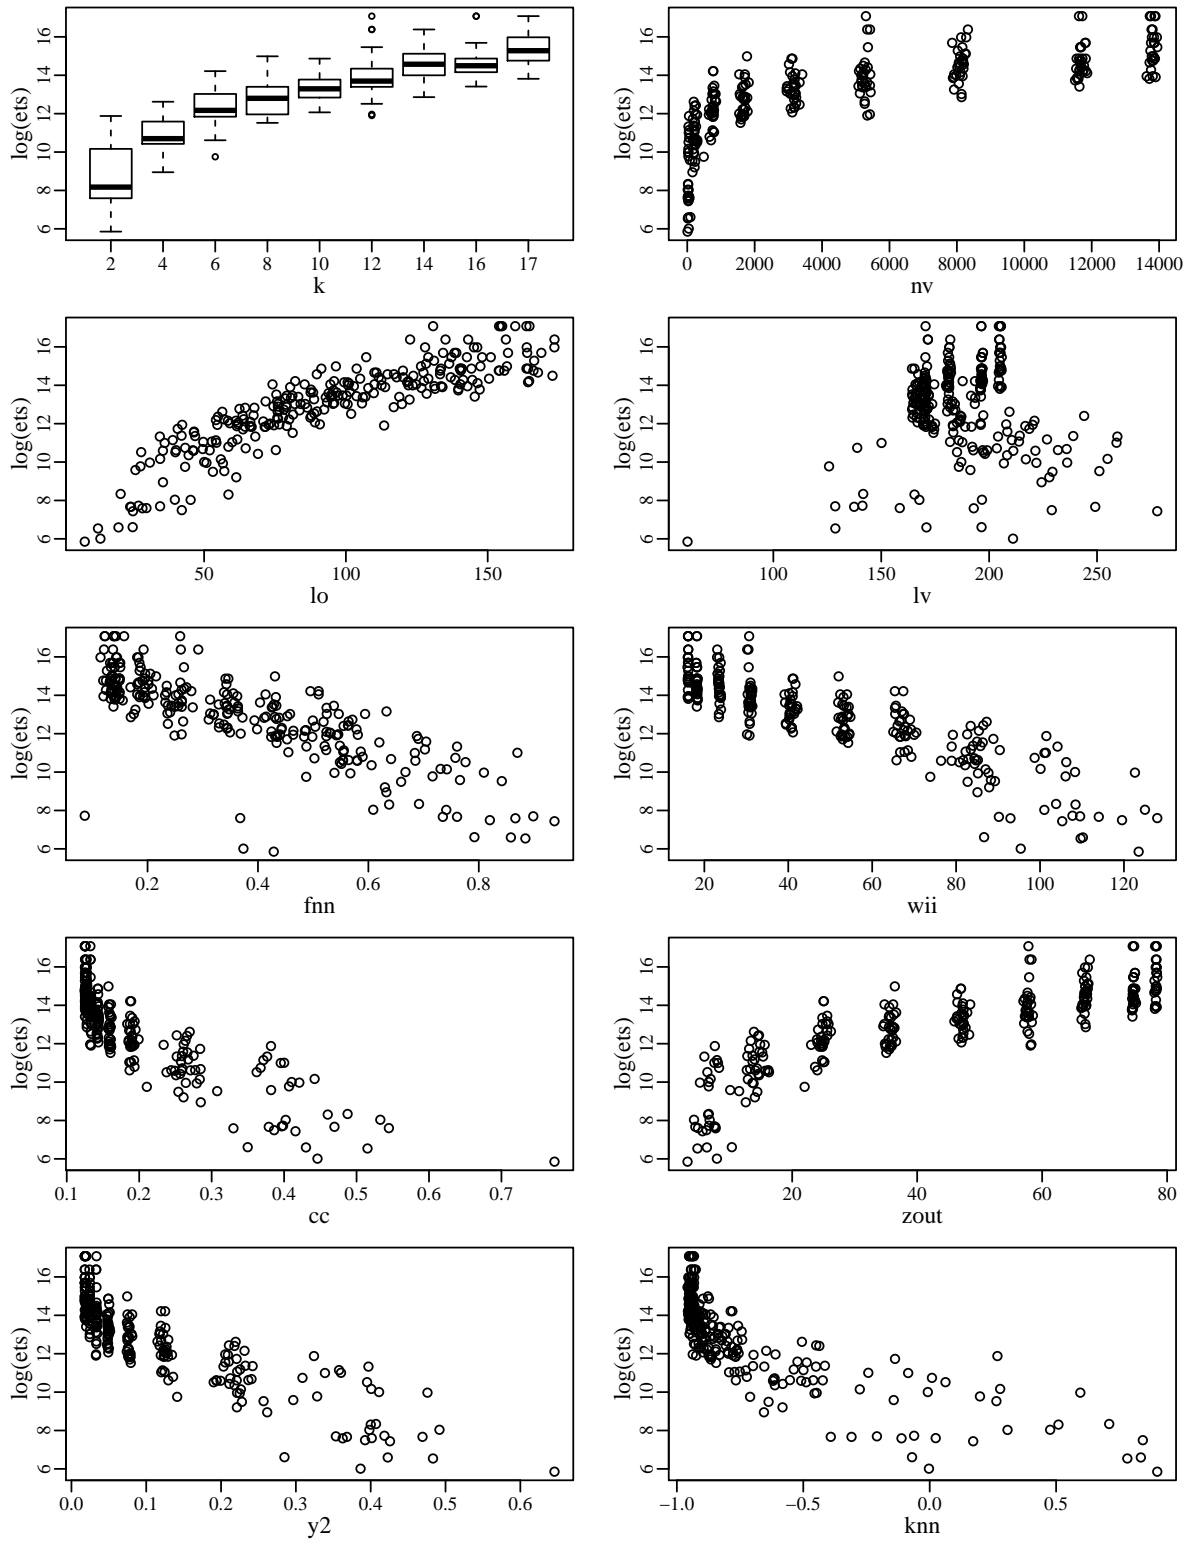 log(ets)
6 8 10 12 14 16
2 4 6 8 10 12 14 16 17
k
log(ets)
6 8 10 12 14 16
0 2000 4000 6000 8000 10000 12000 14000
nv
log(ets)
6 8 10 12 14 16
50 100 150
lo
log(ets)
6 8 10 12 14 16
100 150 200 250
lv
log(ets)
6 8 10 12 14 16
0.2 0.4 0.6 0.8
fnn
log(ets)
6 8 10 12 14 16
20 40 60 80 100 120
wii
log(ets)
6 8 10 12 14 16
0.1 0.2 0.3 0.4 0.5 0.6 0.7
cc
log(ets)
6 8 10 12 14 16
20 40 60 80
zout
log(ets)
6 8 10 12 14 16
0.0 0.1 0.2 0.3 0.4 0.5 0.6
y2
log(ets)
6 8 10 12 14 16
−1.0 −0.5 0.0 0.5
knn